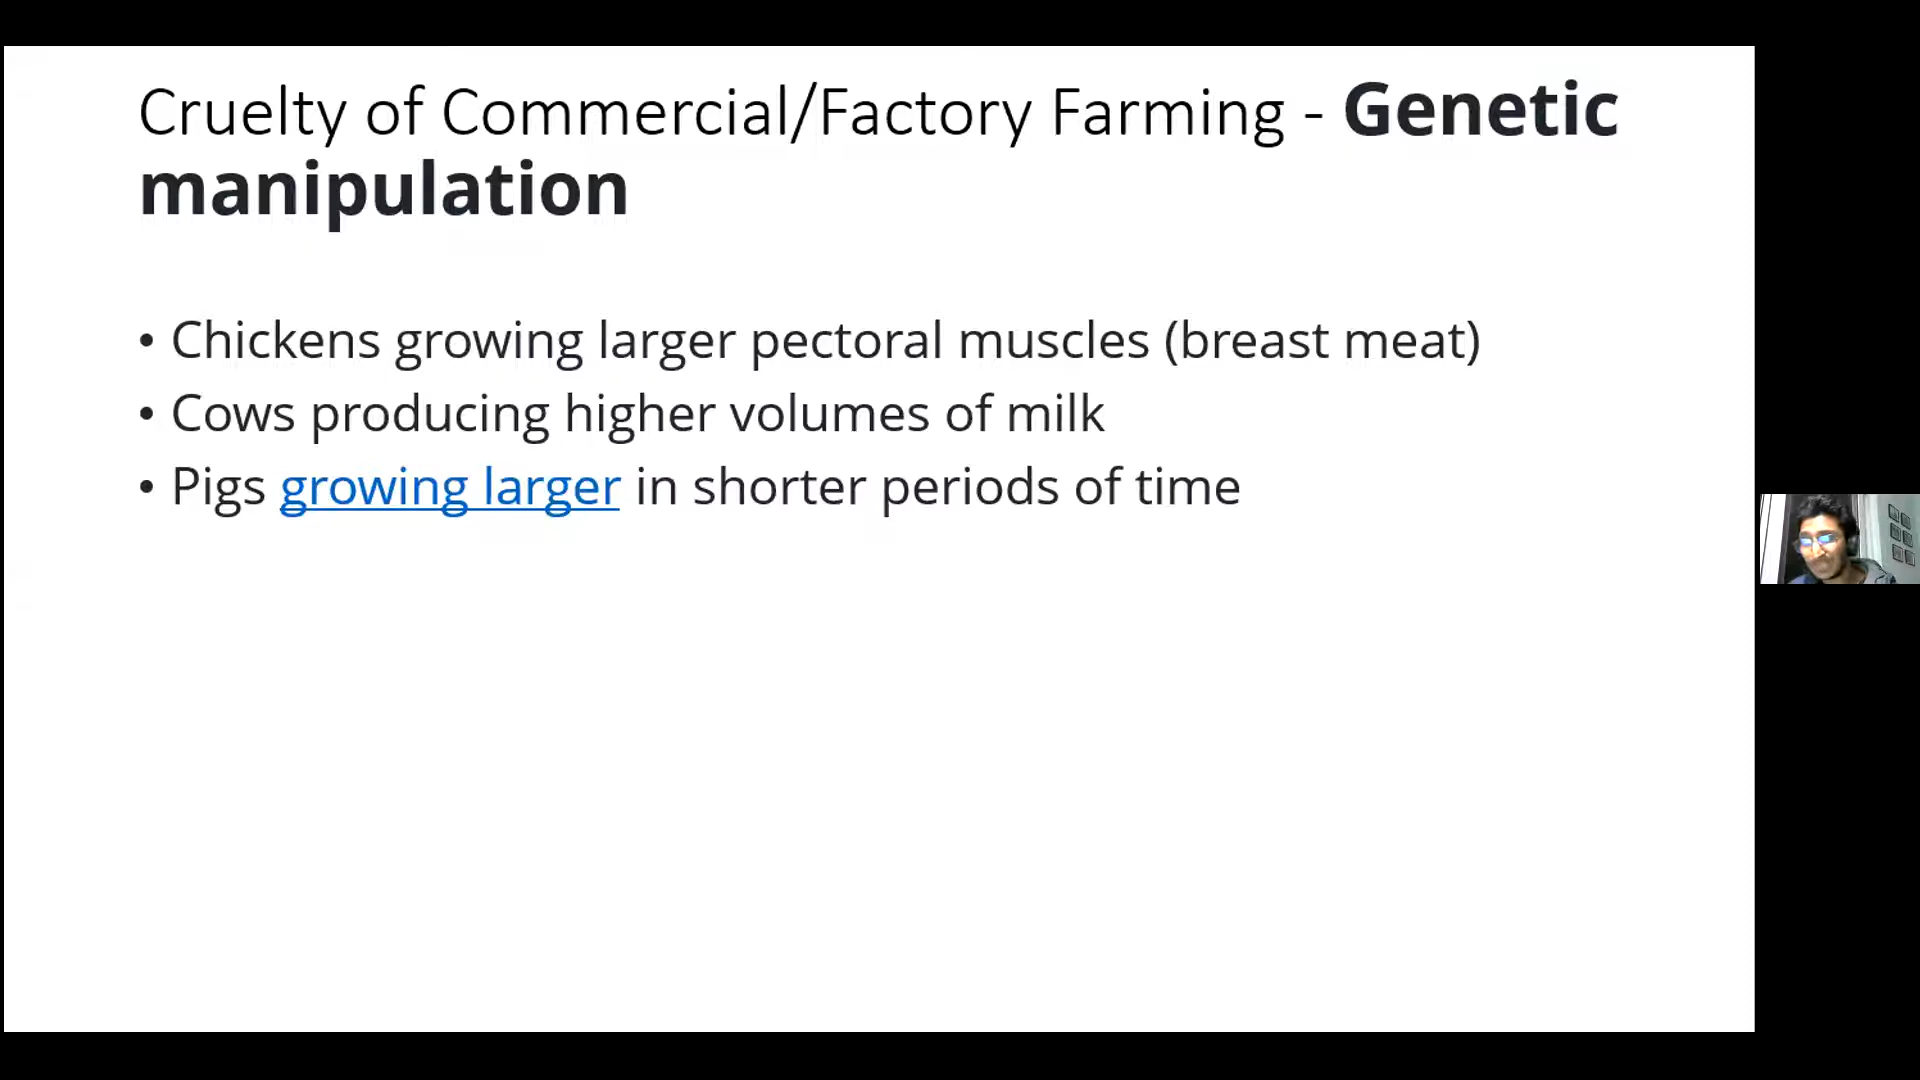 Cruelty of Commercial/Factory Farming - Genetic
manipulation
• Chickens growing larger pectoral muscles (breast meat)
• Cows producing higher volumes of milk
• Pigs growing larger in shorter periods of time